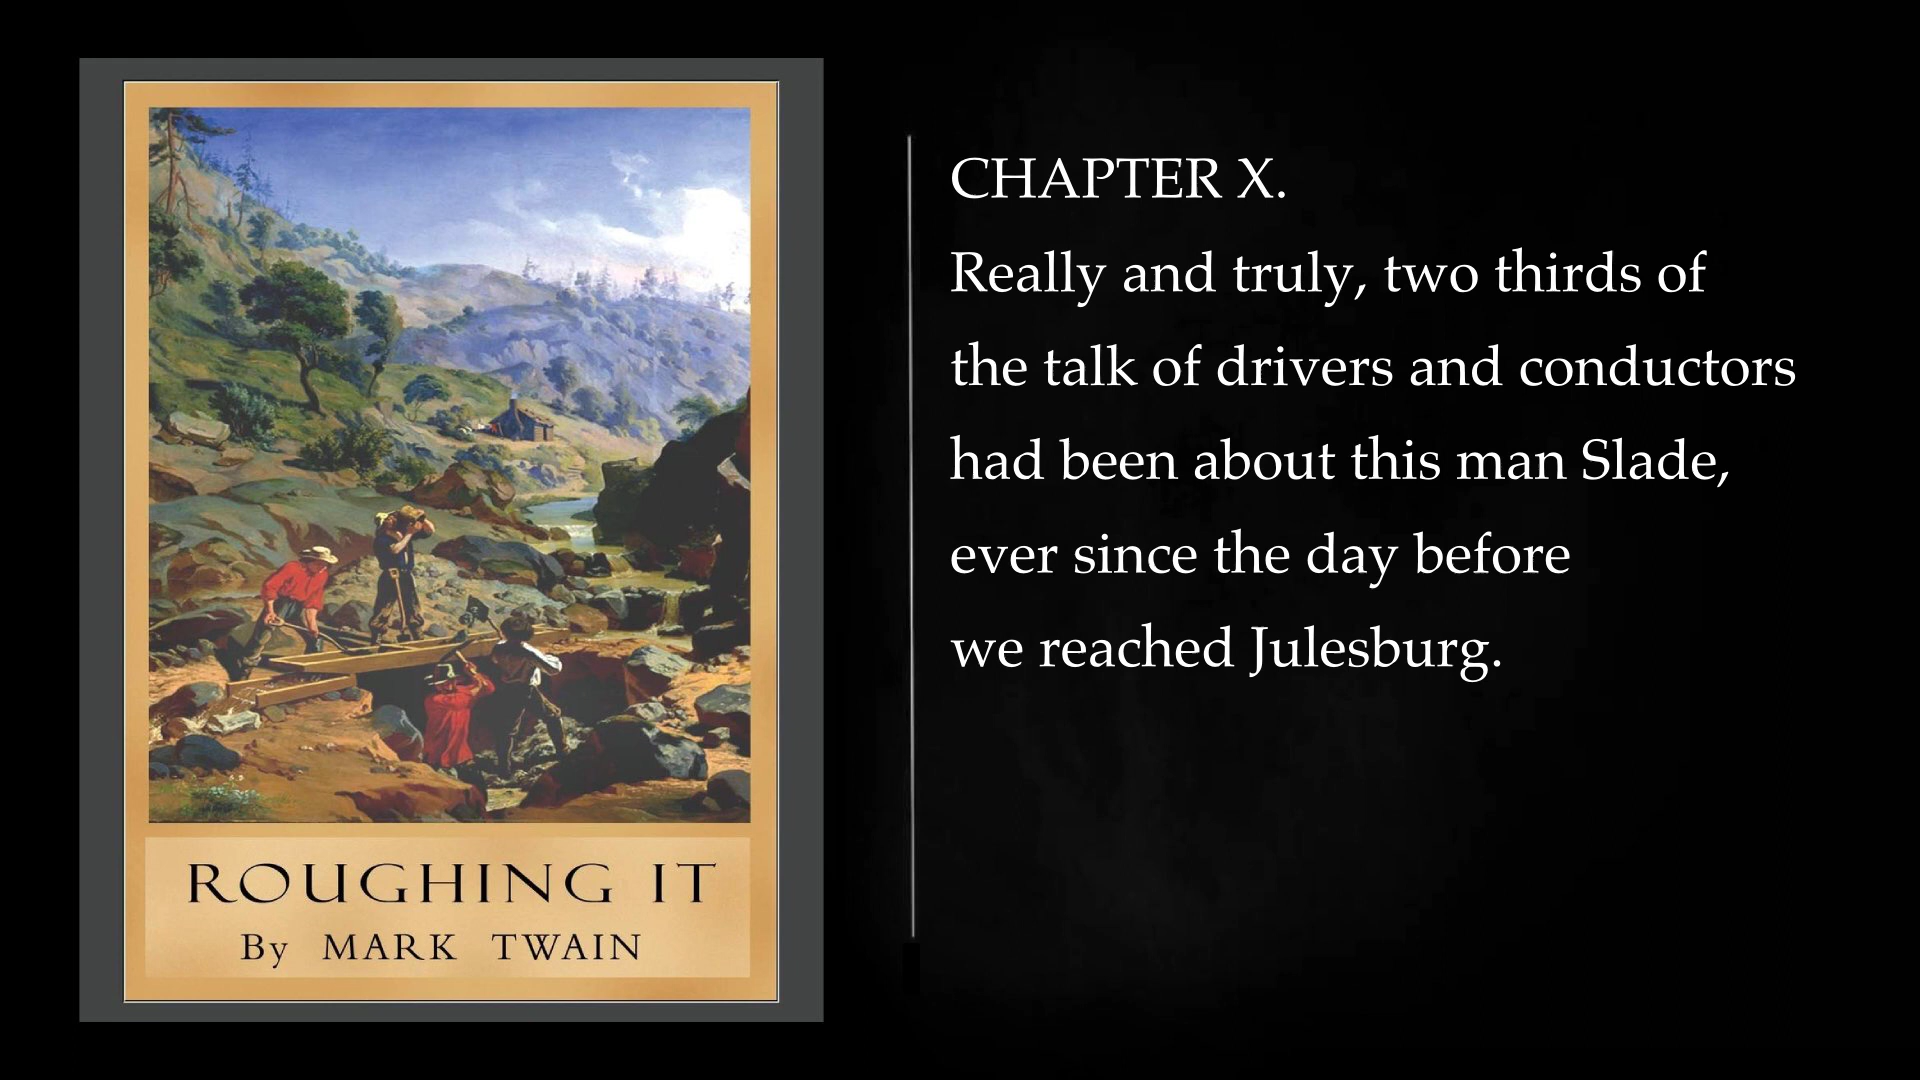 ROUGHING IT
By MARK TWAIN
CHAPTER X.
Really and truly, two thirds of
the talk of drivers and conductors
had been about this man Slade,
ever since the day before
we reached Julesburg.